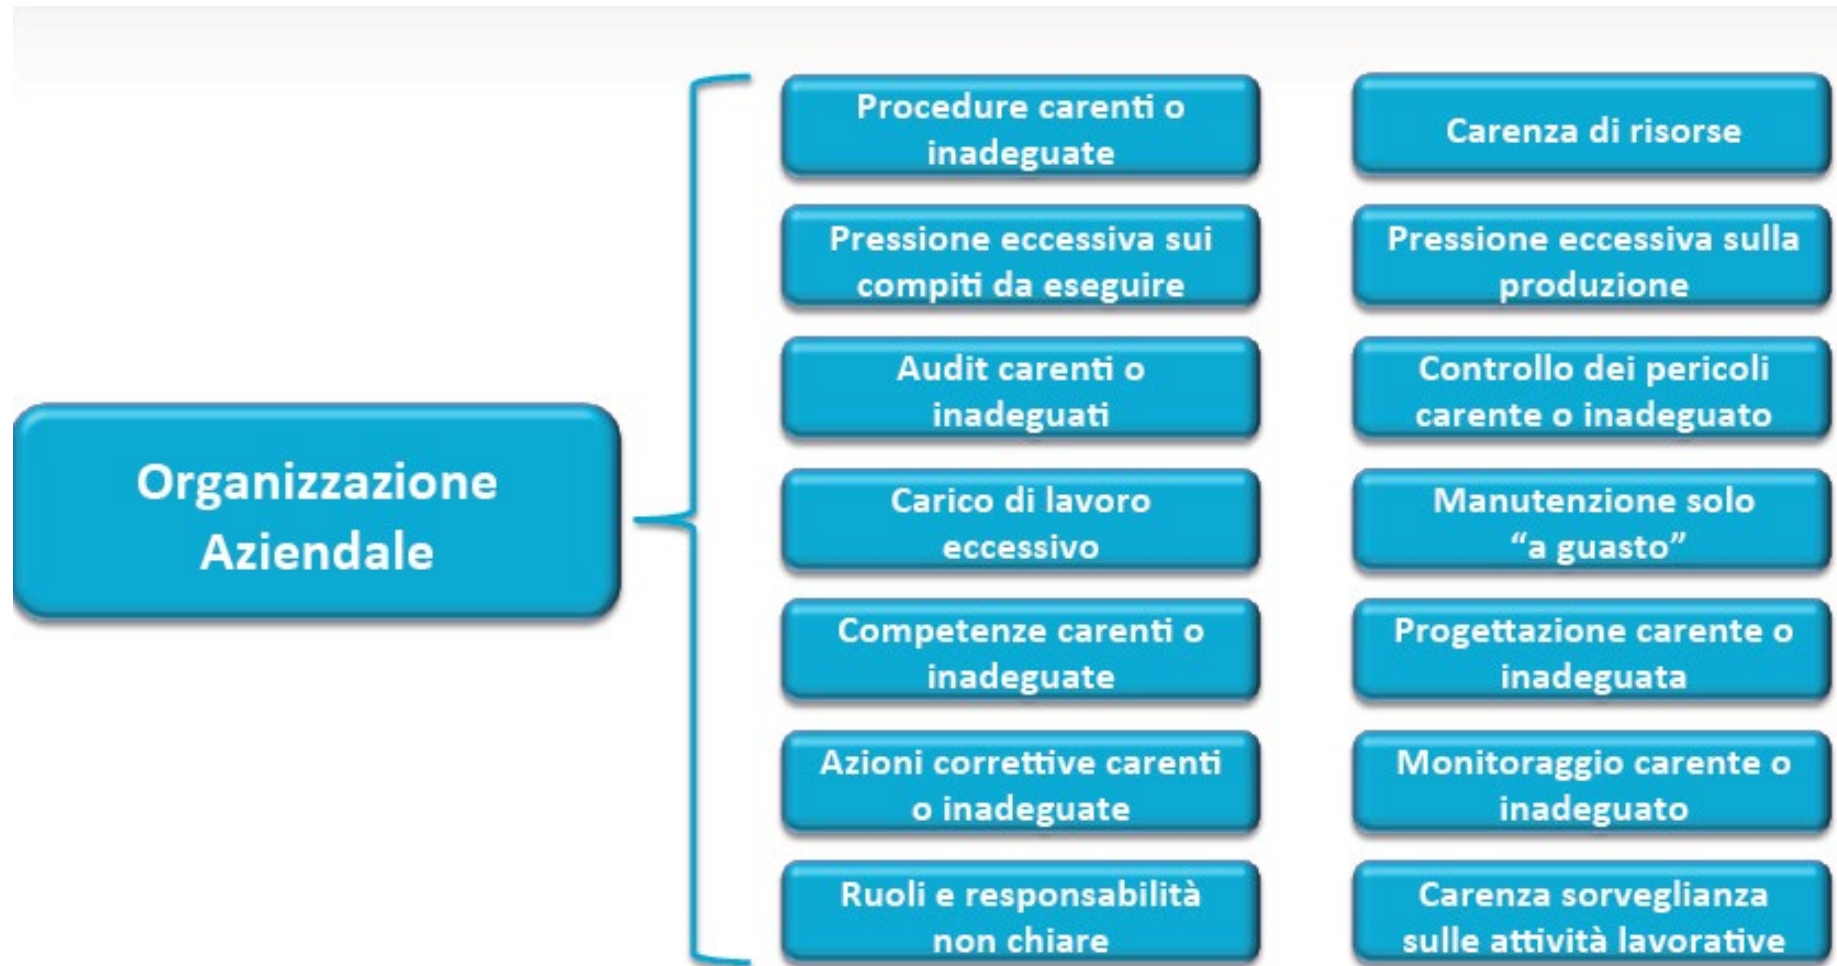 Organizzazione
Aziendale
Procedure carenti o
inadeguate
Carenza di risorse
Pressione eccessiva sui
compiti da eseguire
Pressione eccessiva sulla
produzione
Audit carenti o
inadeguati
Controllo dei pericoli
carente o inadeguato
Carico di lavoro
eccessivo
Manutenzione solo
“a guasto”
Competenze carenti o
inadeguate
Progettazione carente o
inadeguata
Azioni correttive carenti
o inadeguate
Monitoraggio carente o
inadeguato
Ruoli e responsabilità
non chiare
Carenza sorveglianza
sulle attività lavorative